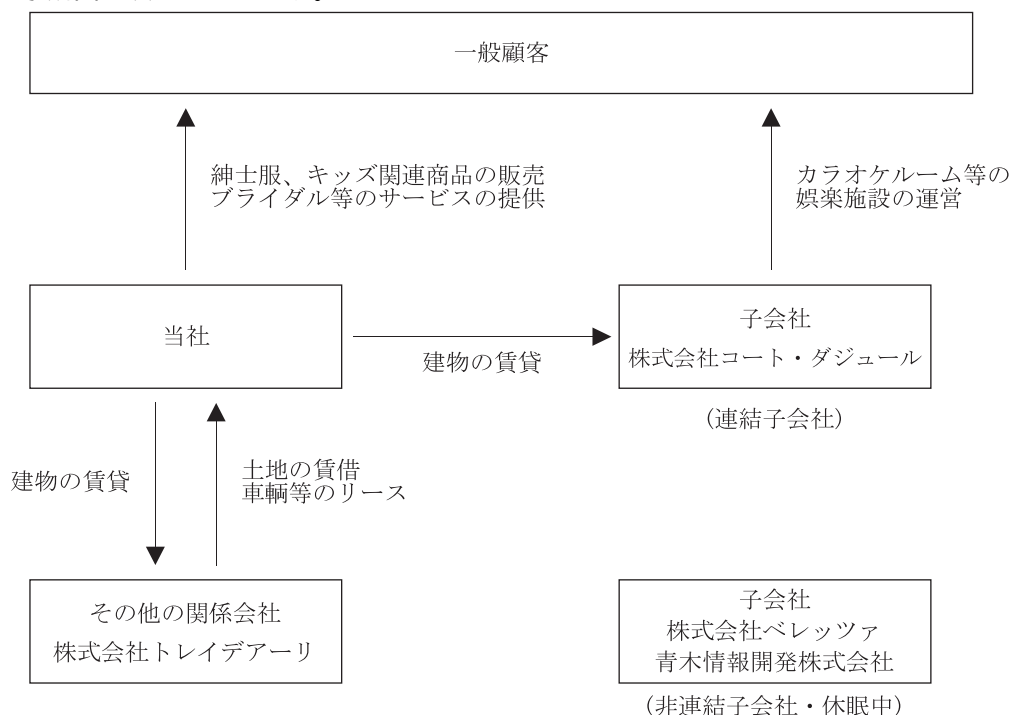 一般顧客
紳士服、キッズ関連商品の販売
ブライダル等のサービスの提供
カラオケルーム等の
娯楽施設の運営
当社
建物の賃貸
子会社
株式会社コート・ダジュール
(連結子会社)
建物の賃貸
土地の賃借
車輌等のリース
その他の関係会社
株式会社トレイデアーリ
子会社
株式会社ベレッツァ
青木情報開発株式会社
(非連結子会社・休眠中)